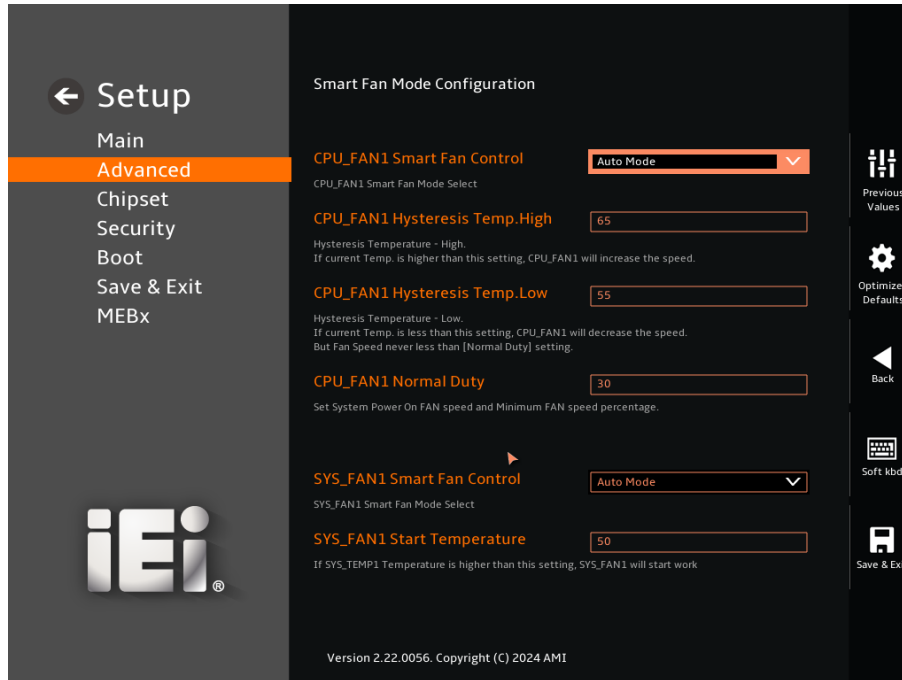 Setup
Main
Advanced
Chipset
Security
Boot
Save & Exit
MEBx
iEi®
Smart Fan Mode Configuration
CPU_FAN1 Smart Fan Control
Auto Mode
CPU_FAN1 Smart Fan Mode Select
CPU_FAN1 Hysteresis Temp.High
65
Hysteresis Temperature - High.
If current Temp. is higher than this setting, CPU_FAN1 will increase the speed.
CPU_FAN1 Hysteresis Temp.Low
55
Hysteresis Temperature - Low.
If current Temp. is less than this setting, CPU_FAN1 will decrease the speed.
But Fan Speed never less than [Normal Duty] setting.
CPU_FAN1 Normal Duty
30
Set System Power On FAN speed and Minimum FAN speed percentage.
SYS_FAN1 Smart Fan Control
Auto Mode
SYS_FAN1 Smart Fan Mode Select
SYS_FAN1 Start Temperature
50
If SYS_TEMP1 Temperature is higher than this setting, SYS_FAN1 will start work
Version 2.22.0056. Copyright (C) 2024 AMI
Previous
Values
Optimize
Defaults
Back
Soft kbd
Save & Ex